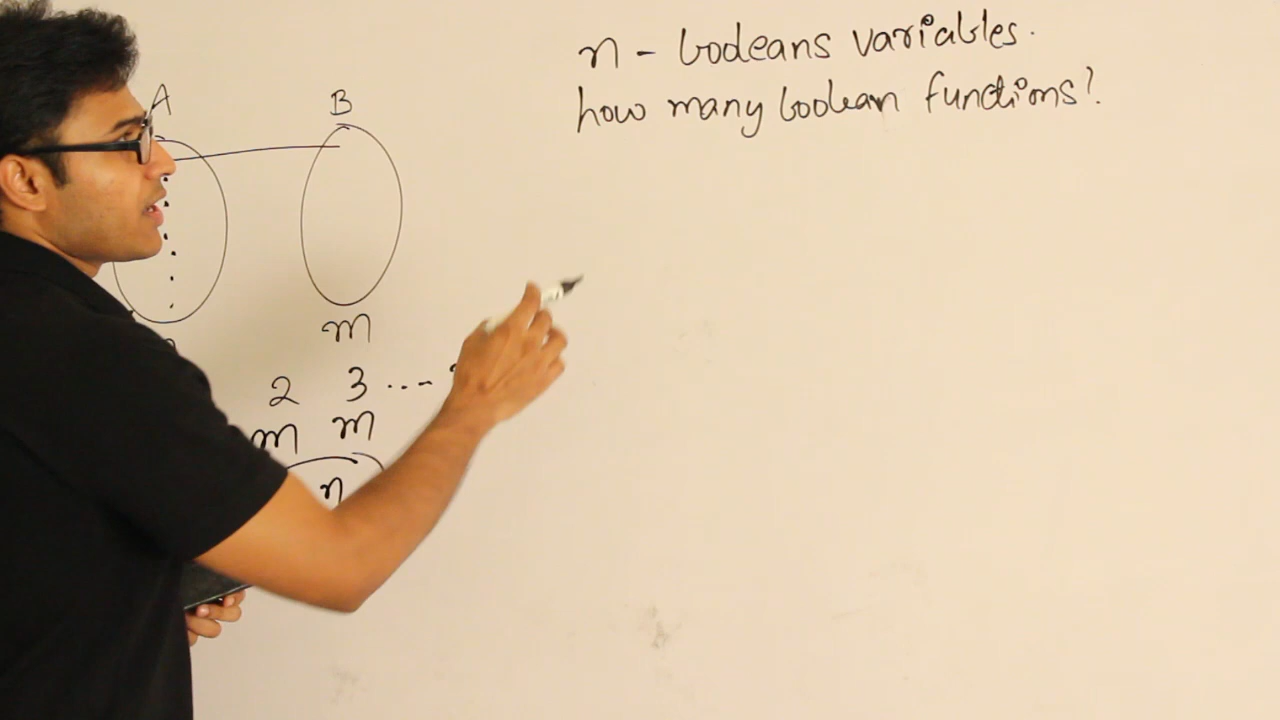 n - booleans variables.
how many boolean functions?
A B
m
2 3 ....
m m
n